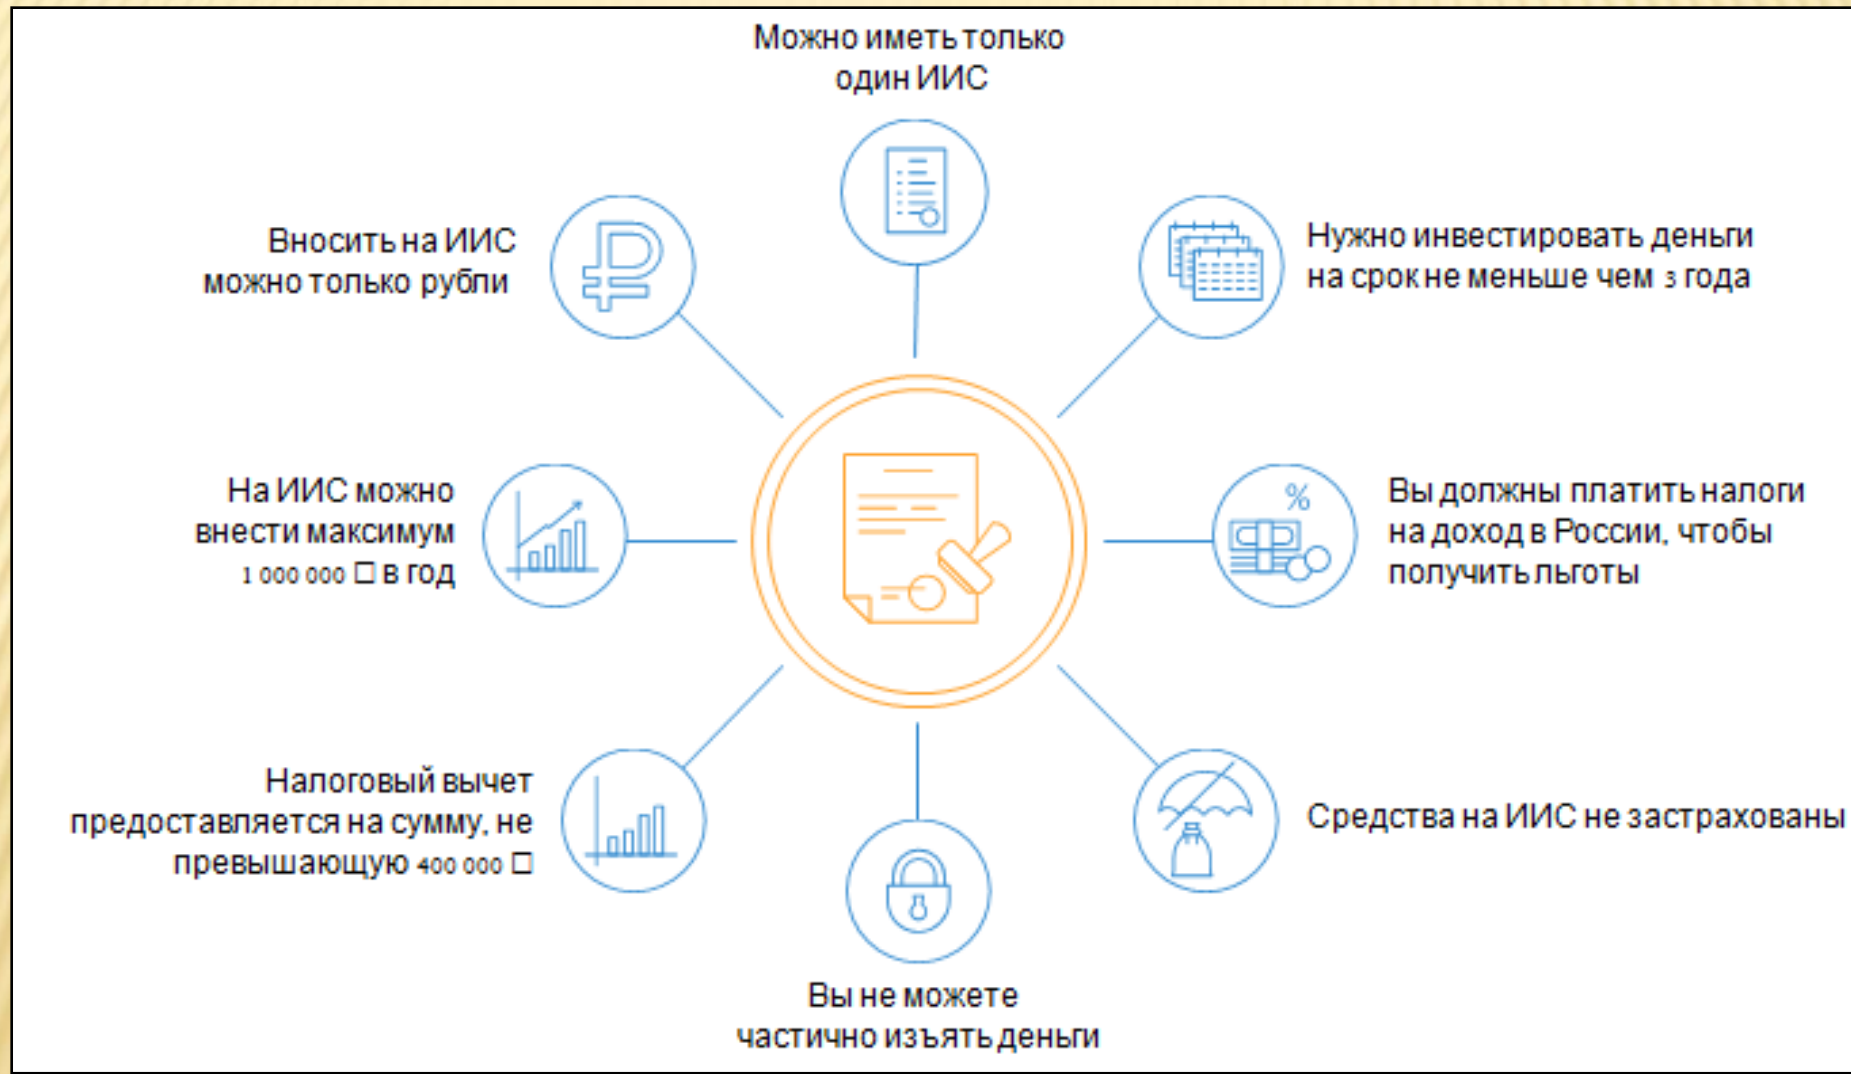 Можно иметь только
один ИИС
Вносить на ИИС
можно только рубли
Нужно инвестировать деньги
на срок не меньше чем 3 года
На ИИС можно
внести максимум
1 000 000 □ в год
%
Вы должны платить налоги
на доход в России, чтобы
получить льготы
Налоговый вычет
предоставляется на сумму, не
превышающую 400 000 □
Средства на ИИС не застрахованы
Вы не можете
частично изъять деньги